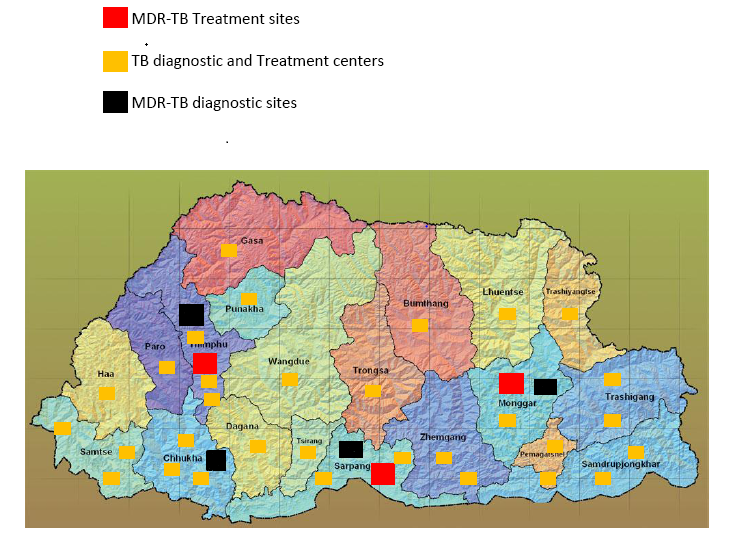 MDR-TB Treatment sites
TB diagnostic and Treatment centers
MDR-TB diagnostic sites
Gasa
Punakha
Bumthang
Lhuentse
Trashiyangtse
Paro
Thimphu
Haa
Wangdue
Trongsa
Monggar
Trashigang
Dagana
Tsirang
Zhemgang
Pemagatshel
Samtse
Chhukha
Sarpang
Samdrupjongkhar